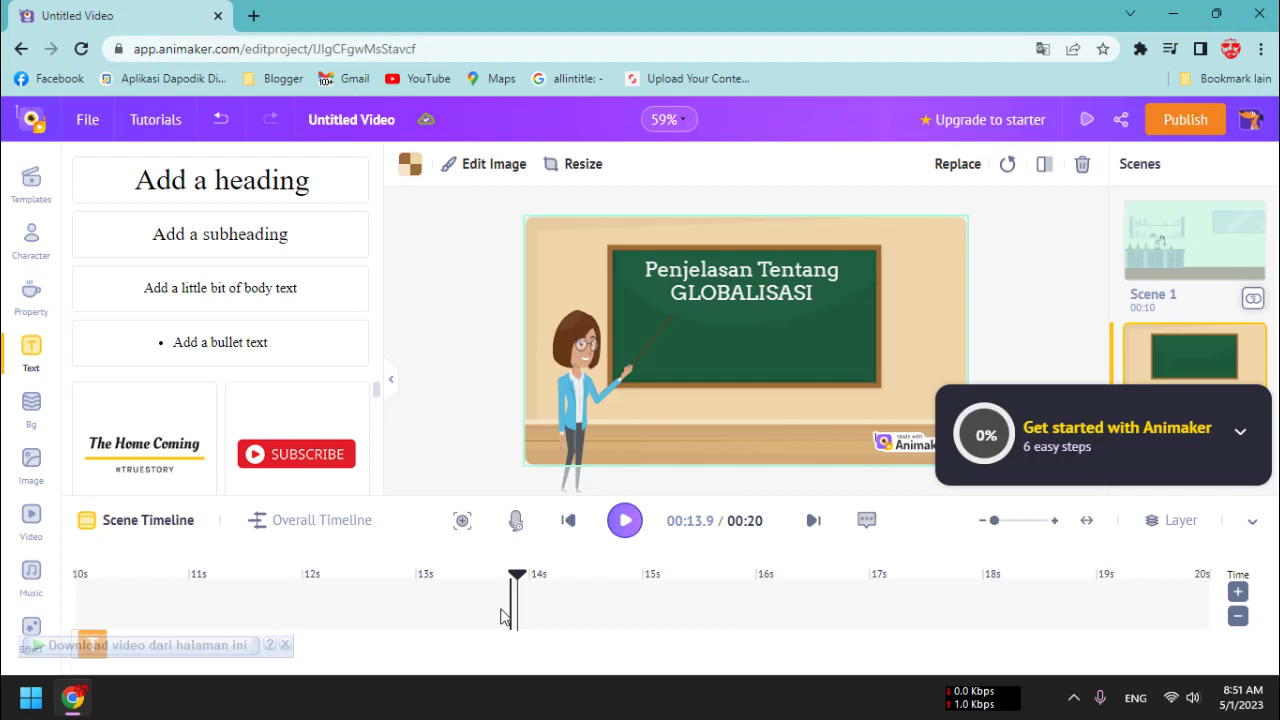 Untitled Video
app.animaker.com/editproject/IJIgCFgwMsStavcf
Facebook
Aplikasi Dapodik Di...
Blogger
100+
Gmail
YouTube
Maps
allintitle: -
Upload Your Conte...
Bookmark lain
File
Tutorials
Untitled Video
59%
Upgrade to starter
Publish
Templates
Character
Property
Text
Bg
Image
Video
Music
Add a heading
Add a subheading
Add a little bit of body text
• Add a bullet text
The Home Coming
#TRUESTORY
SUBSCRIBE
Edit Image
Resize
Replace
Penjelasan Tentang
GLOBALISASI
Made with
Animak
Scenes
Scene 1
00:10
0%
Get started with Animaker
6 easy steps
Scene Timeline
Overall Timeline
00:13.9 / 00:20
Layer
10s 11s 12s 13s 14s 15s 16s 17s 18s 19s 20s
Time
Download video dari halaman ini
?
T
0.0 Kbps
1.0 Kbps
ENG
8:51 AM
5/1/2023